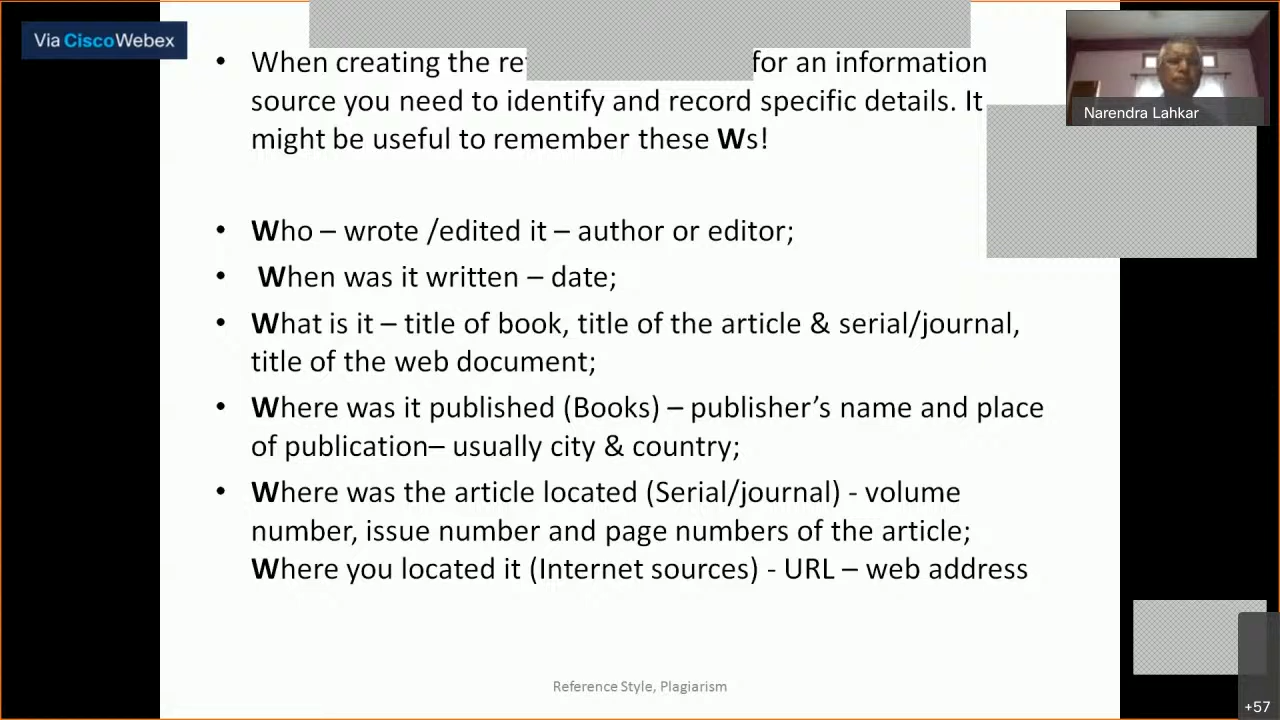 Via CiscoWebex
• When creating the for an information
source you need to identify and record specific details. It
might be useful to remember these Ws!
Narendra Lahkar
• Who – wrote /edited it – author or editor;
• When was it written – date;
• What is it – title of book, title of the article & serial/journal,
title of the web document;
• Where was it published (Books) – publisher’s name and place
of publication– usually city & country;
• Where was the article located (Serial/journal) - volume
number, issue number and page numbers of the article;
Where you located it (Internet sources) - URL – web address
Reference Style, Plagiarism
+57